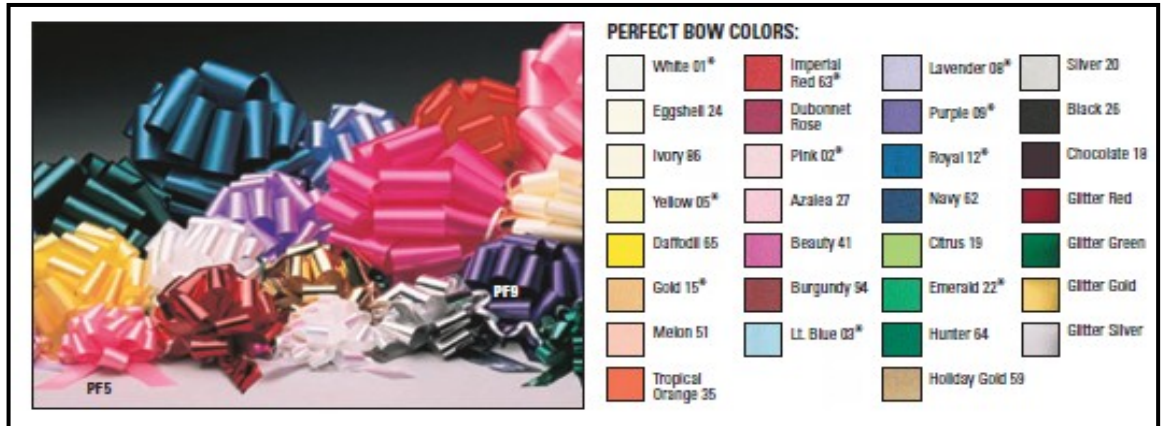 PERFECT BOW COLORS:
White 01®
Eggshell 24
Ivory 86
Yellow 05®
Daffodil 65
Gold 15®
Melon 51
Tropical
Orange 35
Imperial
Red 63®
Dubonnet
Rose
Pink 02®
Azalea 27
Beauty 41
Burgundy 94
Lt. Blue 03®
Lavender 08®
Purple 09®
Royal 12®
Navy 62
Citrus 19
Emerald 22®
Hunter 64
Holiday Gold 59
Silver 20
Black 26
Chocolate 18
Glitter Red
Glitter Green
Glitter Gold
Glitter Silver
PF9
PF5